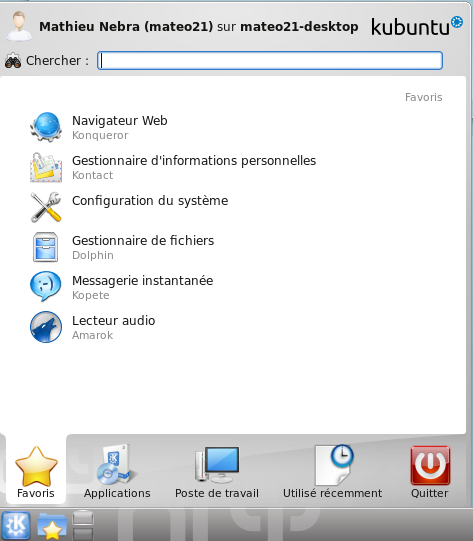 Mathieu Nebra (mateo21) sur mateo21-desktop
kubuntu
Chercher :
Favoris
Navigateur Web
Konqueror
Gestionnaire d'informations personnelles
Kontact
Configuration du système
Gestionnaire de fichiers
Dolphin
Messagerie instantanée
Kopete
Lecteur audio
Amarok
Favoris
Applications
Poste de travail
Utilisé récemment
Quitter